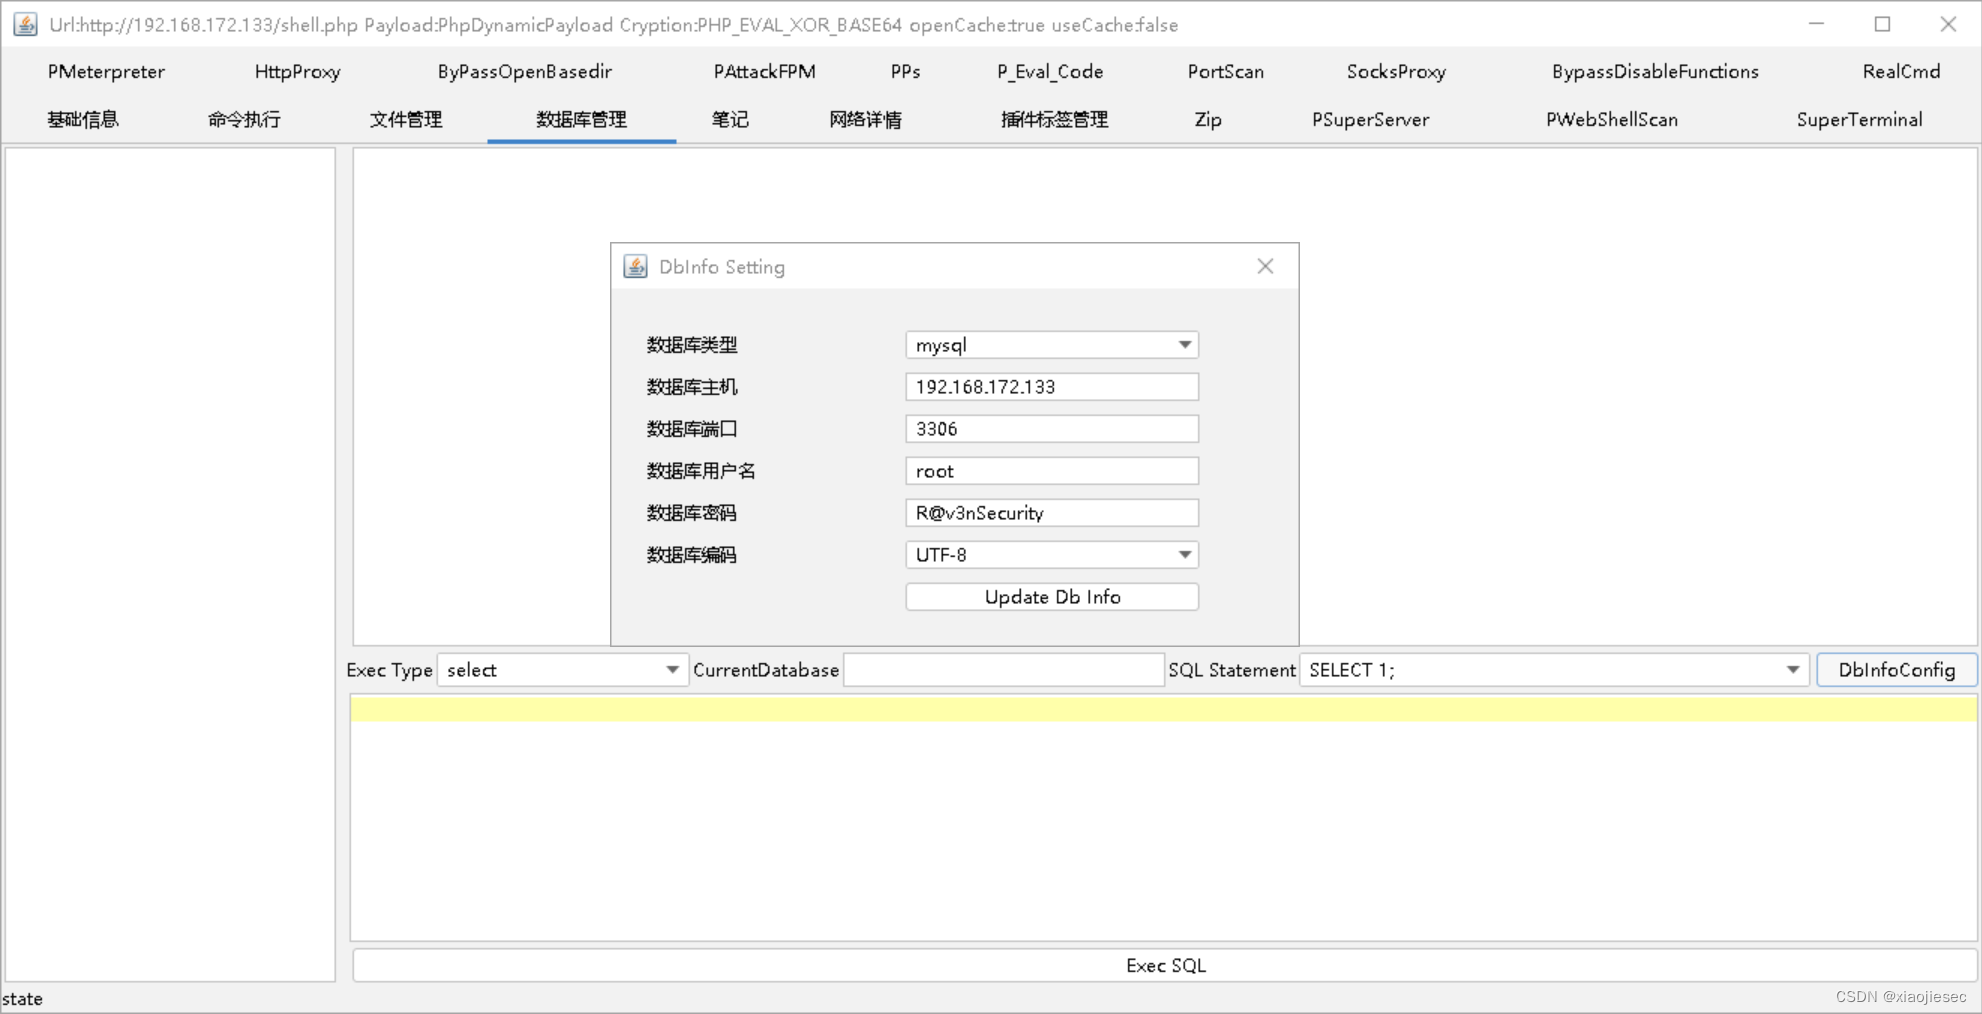 Url:http://192.168.172.133/shell.php Payload:PhpDynamicPayload Cryption:PHP_EVAL_XOR_BASE64 openCache:true useCache:false
PMeterpreter HttpProxy ByPassOpenBasedir PAttackFPM PPs P_Eval_Code PortScan SocksProxy BypassDisableFunctions RealCmd
基础信息 命令执行 文件管理 数据库管理 笔记 网络详情 插件标签管理 Zip PSuperServer PWebShellScan SuperTerminal
DbInfo Setting
数据库类型 mysql
数据库主机 192.168.172.133
数据库端口 3306
数据库用户名 root
数据库密码 R@v3nSecurity
数据库编码 UTF-8
Update Db Info
Exec Type select CurrentDatabase SQL Statement SELECT 1; DbInfoConfig
Exec SQL
state
CSDN @xiaojiesec